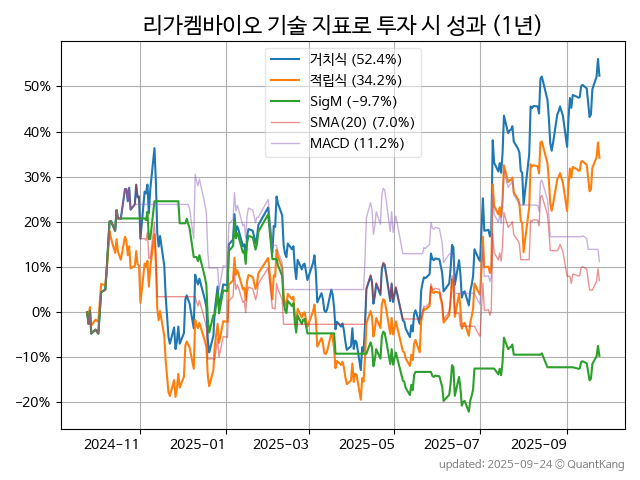 리가켐바이오 기술 지표로 투자 시 성과 (1년)
거치식 (52.4%)
적립식 (34.2%)
SigM (−9.7%)
SMA(20) (7.0%)
MACD (11.2%)
50%
40%
30%
20%
10%
0%
−10%
−20%
2024-11
2025-01
2025-03
2025-05
2025-07
2025-09
updated: 2025-09-24 © QuantKang